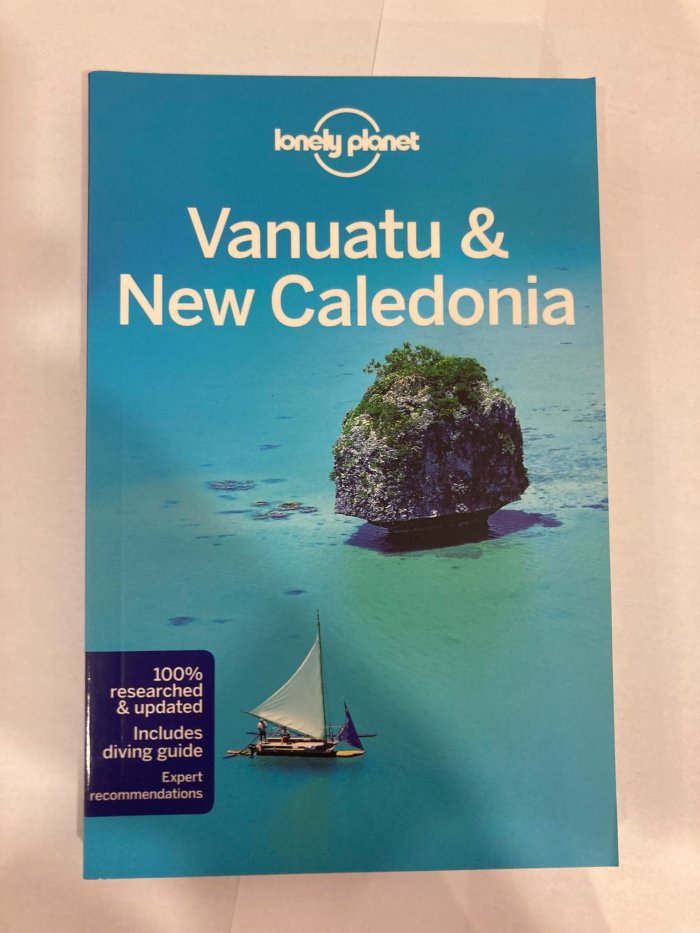 lonely planet
Vanuatu &
New Caledonia
100%
researched
& updated
Includes
diving guide
Expert
recommendations